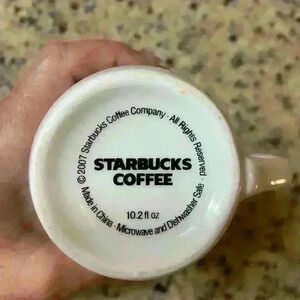 © 2007 Starbucks Coffee Company · All Rights Reserved
STARBUCKS
COFFEE
10.2 fl oz
Made in China · Microwave and Dishwasher Safe ·